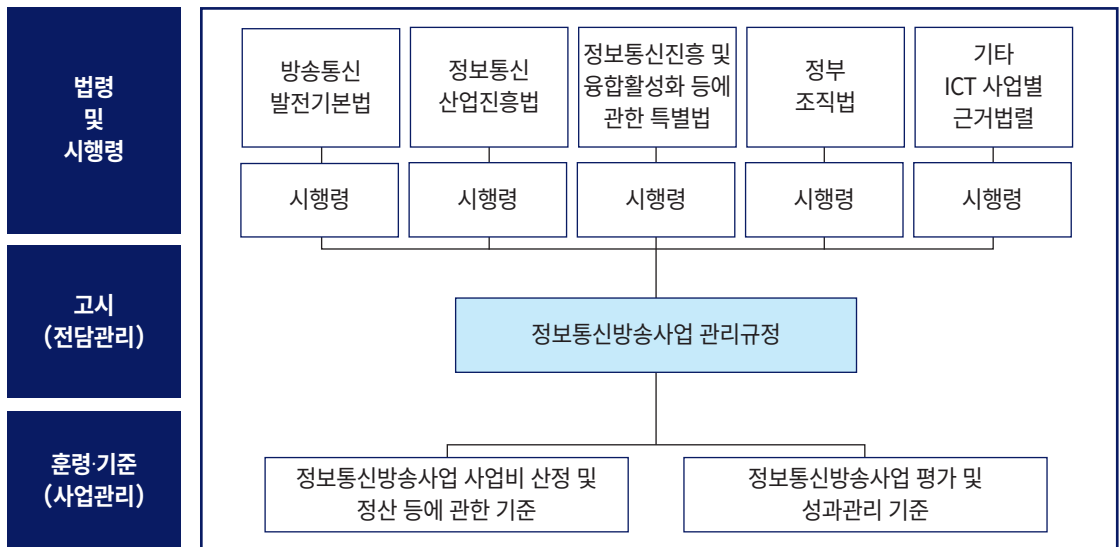 법령
및
시행령
방송통신
발전기본법
정보통신
산업진흥법
정보통신진흥 및
융합활성화 등에
관한 특별법
정부
조직법
기타
ICT 사업별
근거법렬
시행령
시행령
시행령
시행령
시행령
고시
(전담관리)
정보통신방송사업 관리규정
훈령·기준
(사업관리)
정보통신방송사업 사업비 산정 및
정산 등에 관한 기준
정보통신방송사업 평가 및
성과관리 기준